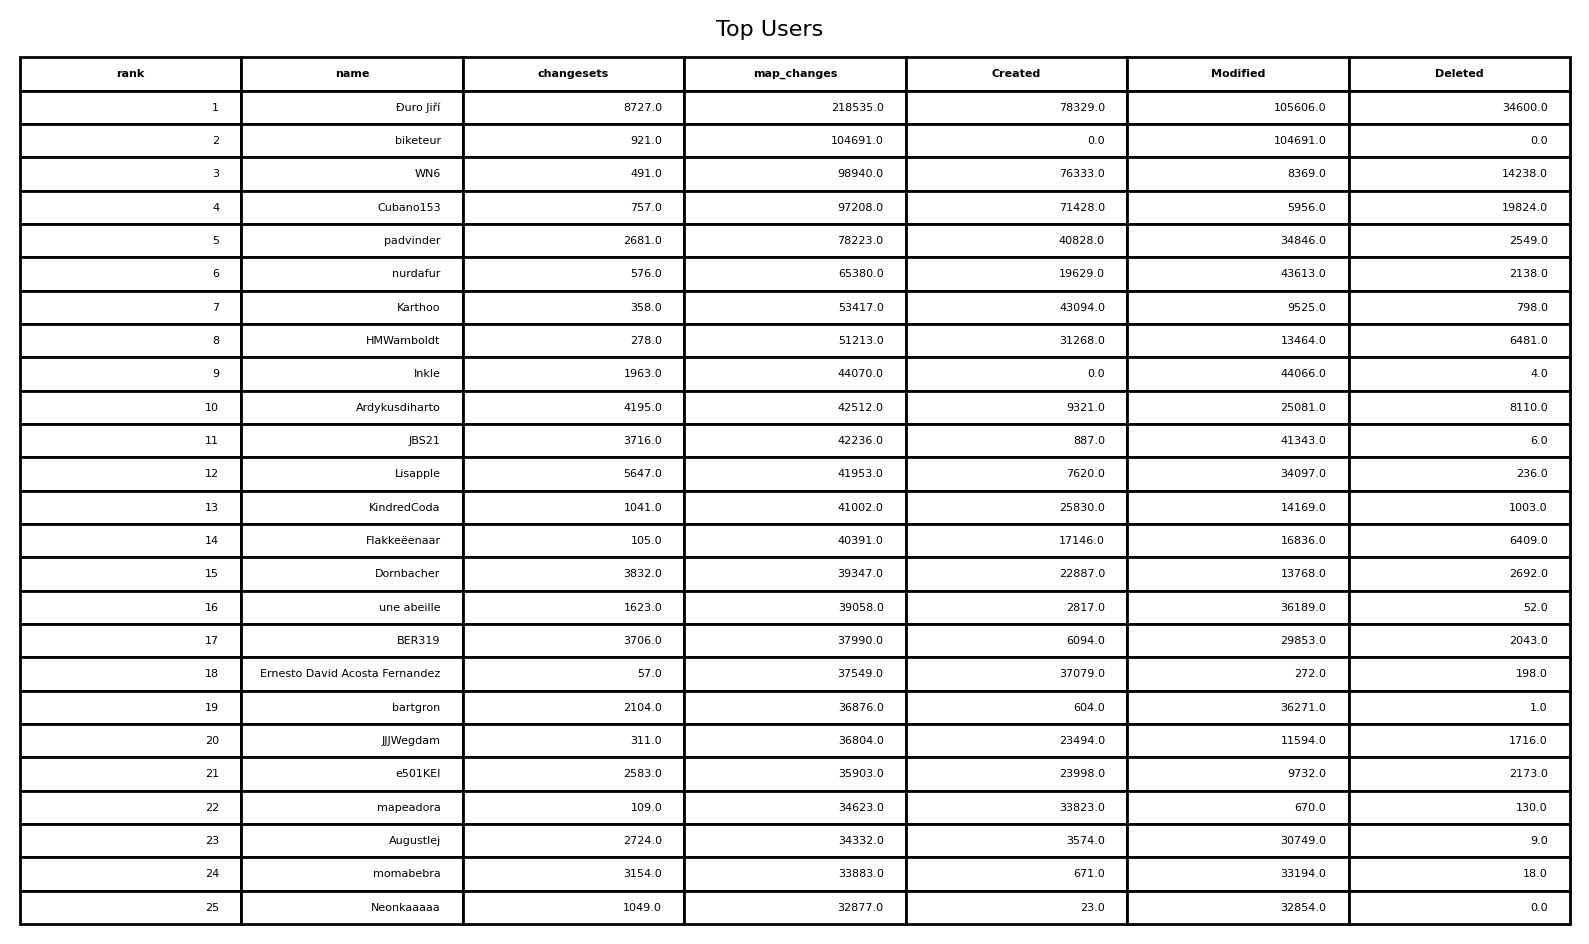 Top Users
rank name changesets map_changes Created Modified Deleted
1 Đuro Jiří 8727.0 218535.0 78329.0 105606.0 34600.0
2 biketeur 921.0 104691.0 0.0 104691.0 0.0
3 WN6 491.0 98940.0 76333.0 8369.0 14238.0
4 Cubano153 757.0 97208.0 71428.0 5956.0 19824.0
5 padvinder 2681.0 78223.0 40828.0 34846.0 2549.0
6 nurdafur 576.0 65380.0 19629.0 43613.0 2138.0
7 Karthoo 358.0 53417.0 43094.0 9525.0 798.0
8 HMWamboldt 278.0 51213.0 31268.0 13464.0 6481.0
9 Inkle 1963.0 44070.0 0.0 44066.0 4.0
10 Ardykusdiharto 4195.0 42512.0 9321.0 25081.0 8110.0
11 JBS21 3716.0 42236.0 887.0 41343.0 6.0
12 Lisapple 5647.0 41953.0 7620.0 34097.0 236.0
13 KindredCoda 1041.0 41002.0 25830.0 14169.0 1003.0
14 Flakkeëenaar 105.0 40391.0 17146.0 16836.0 6409.0
15 Dornbacher 3832.0 39347.0 22887.0 13768.0 2692.0
16 une abeille 1623.0 39058.0 2817.0 36189.0 52.0
17 BER319 3706.0 37990.0 6094.0 29853.0 2043.0
18 Ernesto David Acosta Fernandez 57.0 37549.0 37079.0 272.0 198.0
19 bartgron 2104.0 36876.0 604.0 36271.0 1.0
20 JJJWegdam 311.0 36804.0 23494.0 11594.0 1716.0
21 e501KEI 2583.0 35903.0 23998.0 9732.0 2173.0
22 mapeadora 109.0 34623.0 33823.0 670.0 130.0
23 Augustlej 2724.0 34332.0 3574.0 30749.0 9.0
24 momabebra 3154.0 33883.0 671.0 33194.0 18.0
25 Neonkaaaaa 1049.0 32877.0 23.0 32854.0 0.0